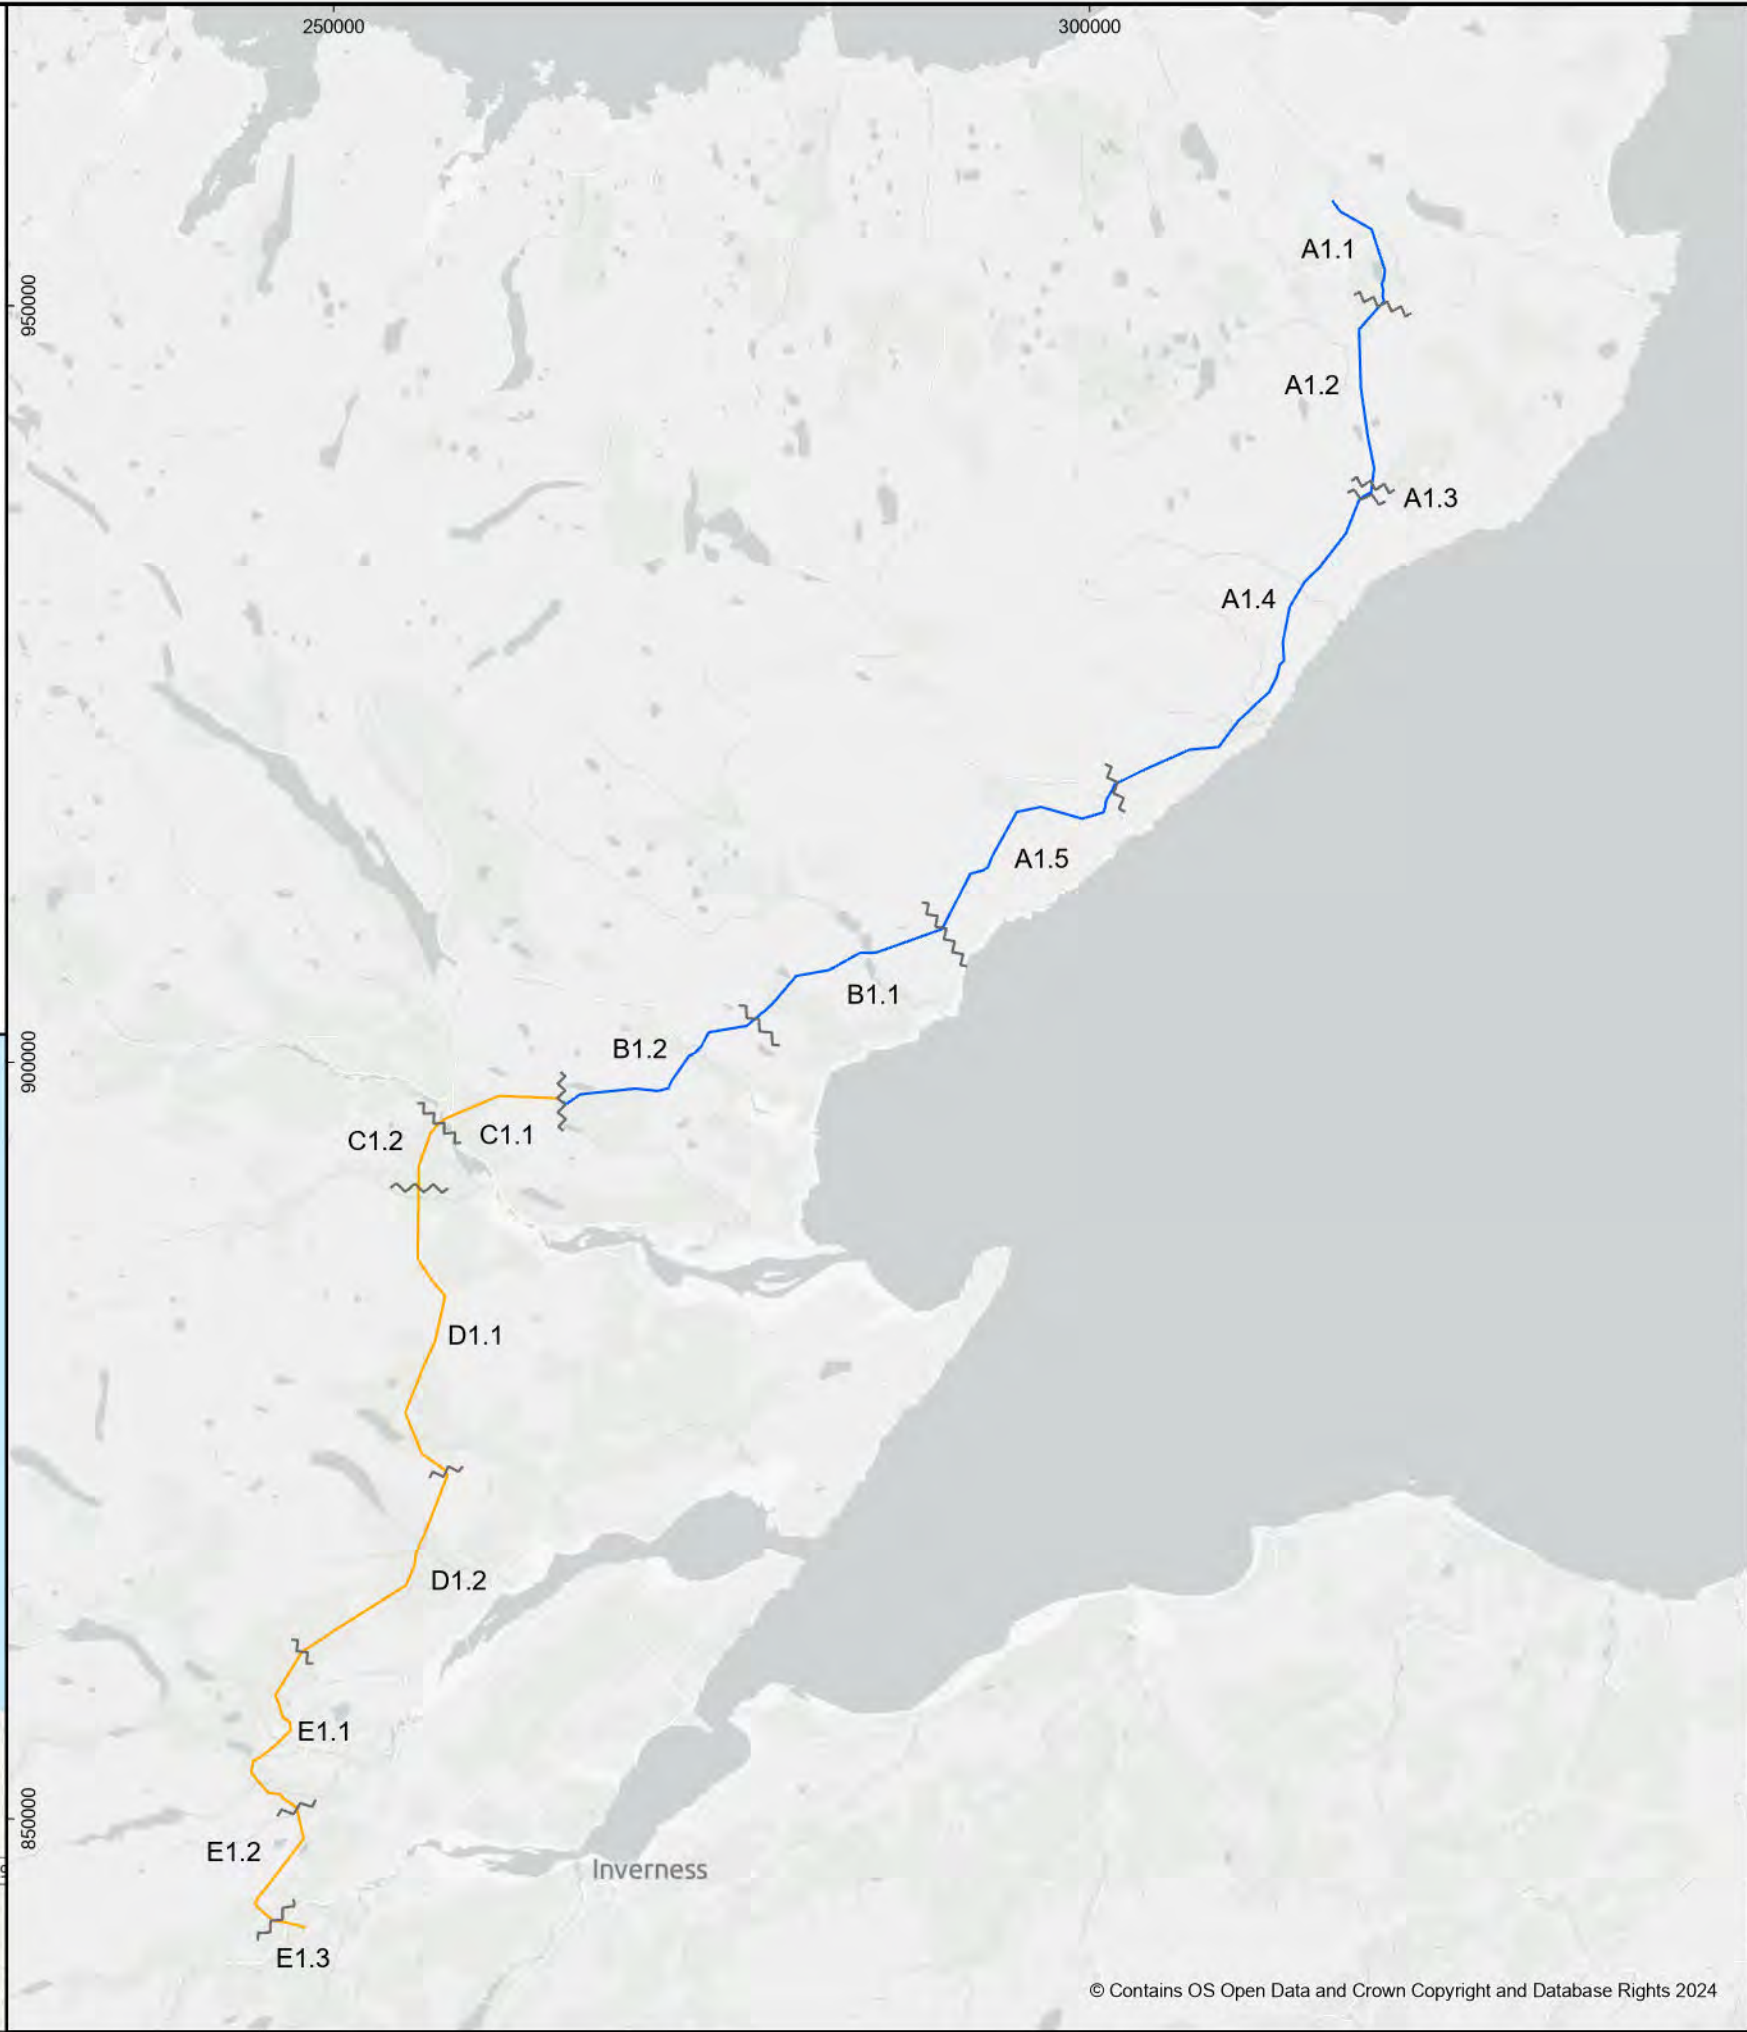 250000
300000
A1.1
950000
A1.2
A1.3
A1.4
A1.5
B1.1
B1.2
900000
C1.1
C1.2
D1.1
D1.2
E1.1
850000
E1.2
Inverness
E1.3
© Contains OS Open Data and Crown Copyright and Database Rights 2024